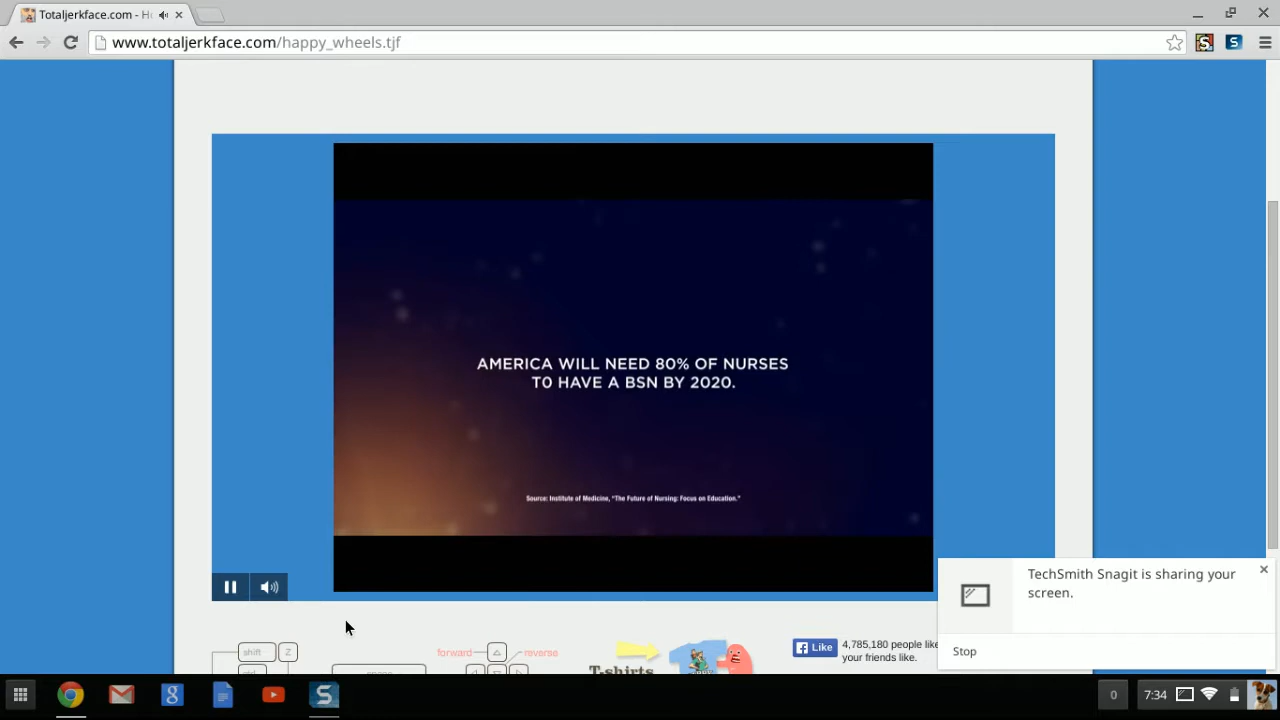 Totaljerkface.com - H
www.totaljerkface.com/happy_wheels.tjf
AMERICA WILL NEED 80% OF NURSES
T0 HAVE A BSN BY 2020.
Source: Institute of Medicine, "The Future of Nursing: Focus on Education."
TechSmith Snagit is sharing your
screen.
Stop
shift Z
forward reverse
T-shirts
Like
4,785,180 people like
your friends like.
0
7:34